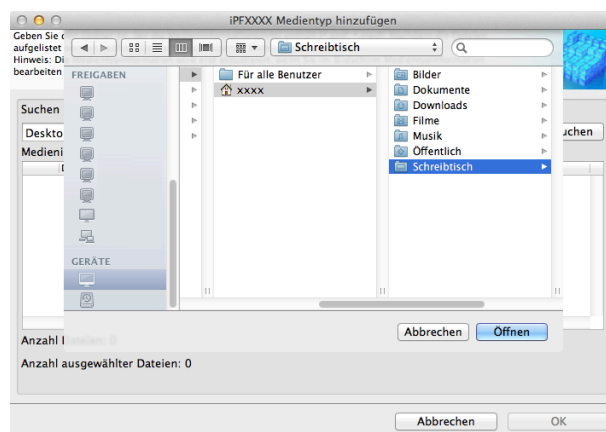 iPFXXXX Medientyp hinzufügen
Geben Sie
aufgelistet
Hinweis: Di
bearbeiten
Schreibtisch
FREIGABEN
Für alle Benutzer
xxxx
Bilder
Dokumente
Downloads
Filme
Musik
Öffentlich
Schreibtisch
Suchen
Deskto
uchen
Medieni
GERÄTE
Abbrechen
Öffnen
Anzahl
Anzahl ausgewählter Dateien: 0
Abbrechen
OK